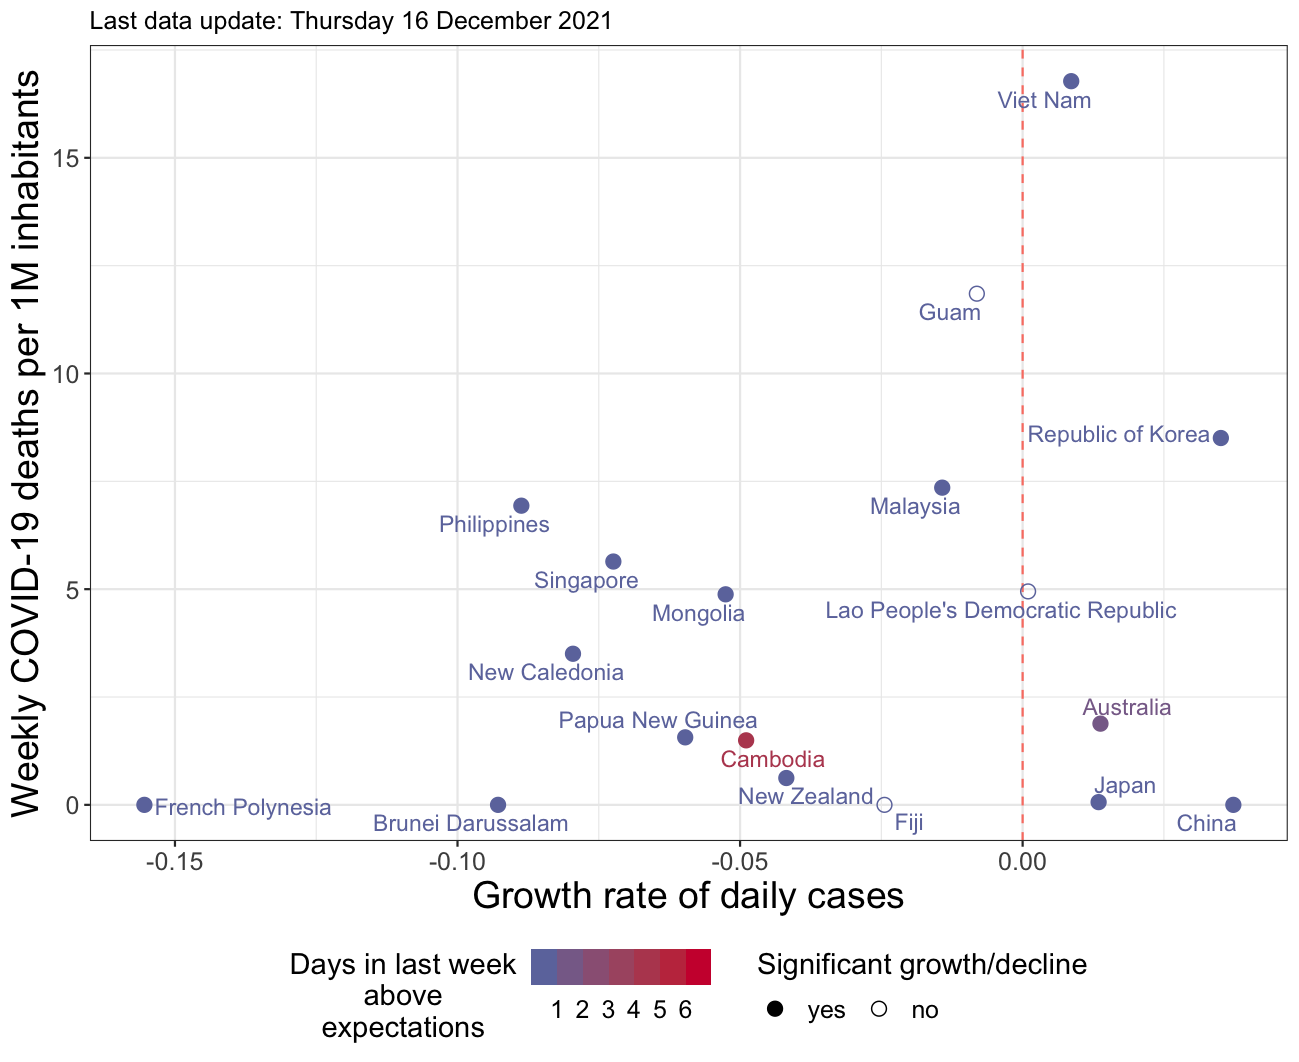 Last data update: Thursday 16 December 2021
Weekly COVID-19 deaths per 1M inhabitants
15
10
5
0
Viet Nam
Guam
Republic of Korea
Malaysia
Philippines
Singapore
Mongolia
Lao People's Democratic Republic
New Caledonia
Papua New Guinea
Australia
Cambodia
New Zealand
Japan
French Polynesia
Brunei Darussalam
Fiji
China
-0.15
-0.10
-0.05
0.00
Growth rate of daily cases
Days in last week
above
expectations
1 2 3 4 5 6
Significant growth/decline
yes
no